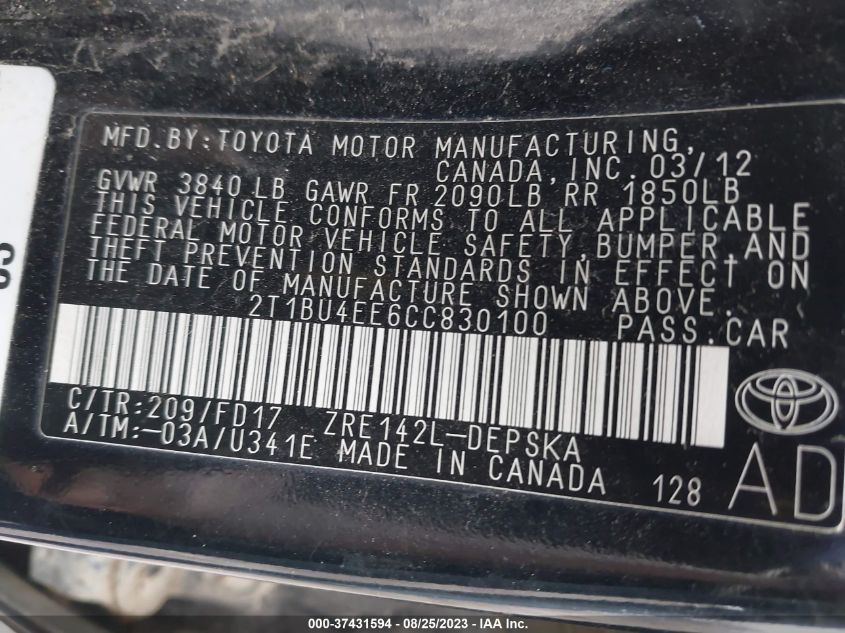 MFD.BY:TOYOTA MOTOR MANUFACTURING,
CANADA, INC. 03/12
GVWR 3840LB GAWR FR 2090LB RR 1850LB
THIS VEHICLE CONFORMS TO ALL APPLICABLE
FEDERAL MOTOR VEHICLE SAFETY, BUMPER, AND
THEFT PREVENTION STANDARDS IN EFFECT ON
THE DATE OF MANUFACTURE SHOWN ABOVE.
2T1BU4EE6CC830100 PASS.CAR
C/TR:209/FD17 ZRE142L-DEPSKA
A/TM:-03A/U341E MADE IN CANADA 128
AD
000-37431594 - 08/25/2023 - Copyright IAA, Inc.